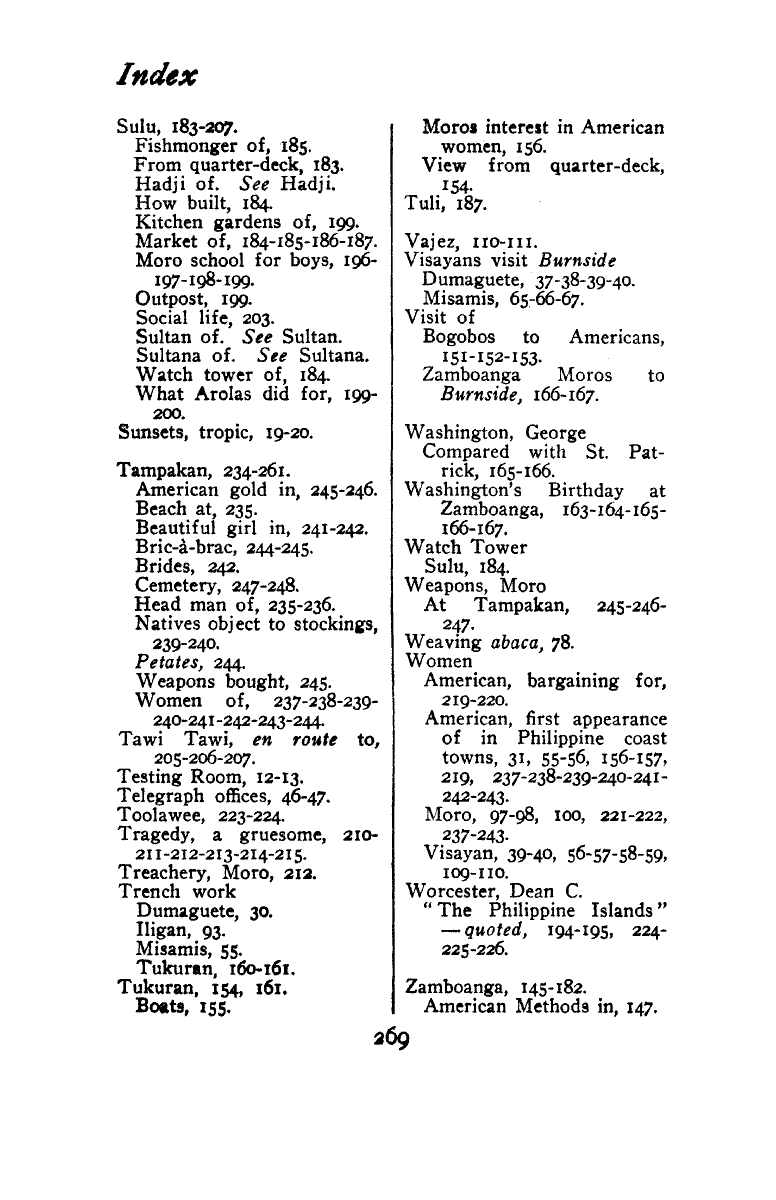 Index
Sulu, 183-207.
Fishmonger of, 185.
From quarter-deck, 183.
Hadji of. See Hadji.
How built, 184.
Kitchen gardens of, 199.
Market of, 184-185-186-187.
Moro school for boys, 196-
197-198-199.
Outpost, 199.
Social life, 203.
Sultan of. See Sultan.
Sultana of. See Sultana.
Watch tower of, 184.
What Arolas did for, 199-
200.
Sunsets, tropic, 19-20.
Tampakan, 234-261.
American gold in, 245-246.
Beach at, 235.
Beautiful girl in, 241-242.
Bric-à-brac, 244-245.
Brides, 242.
Cemetery, 247-248.
Head man of, 235-236.
Natives object to stockings,
239-240.
Petates, 244.
Weapons bought, 245.
Women of, 237-238-239-
240-241-242-243-244.
Tawi Tawi, en route to,
205-206-207.
Testing Room, 12-13.
Telegraph offices, 46-47.
Toolawee, 223-224.
Tragedy, a gruesome, 210-
211-212-213-214-215.
Treachery, Moro, 212.
Trench work
Dumaguete, 30.
Iligan, 93.
Misamis, 55.
Tukuran, 160-161.
Tukuran, 154, 161.
Boats, 155.
Moros interest in American
women, 156.
View from quarter-deck,
154.
Tuli, 187.
Vajez, 110-111.
Visayans visit Burnside
Dumaguete, 37-38-39-40.
Misamis, 65-66-67.
Visit of
Bogobos to Americans,
151-152-153.
Zamboanga Moros to
Burnside, 166-167.
Washington, George
Compared with St. Pat-
rick, 165-166.
Washington's Birthday at
Zamboanga, 163-164-165-
166-167.
Watch Tower
Sulu, 184.
Weapons, Moro
At Tampakan, 245-246-
247.
Weaving abaca, 78.
Women
American, bargaining for,
219-220.
American, first appearance
of in Philippine coast
towns, 31, 55-56, 156-157,
219, 237-238-239-240-241-
242-243.
Moro, 97-98, 100, 221-222,
237-243.
Visayan, 39-40, 56-57-58-59,
109-110.
Worcester, Dean C.
"The Philippine Islands"
—quoted, 194-195, 224-
225-226.
Zamboanga, 145-182.
American Methods in, 147.
269